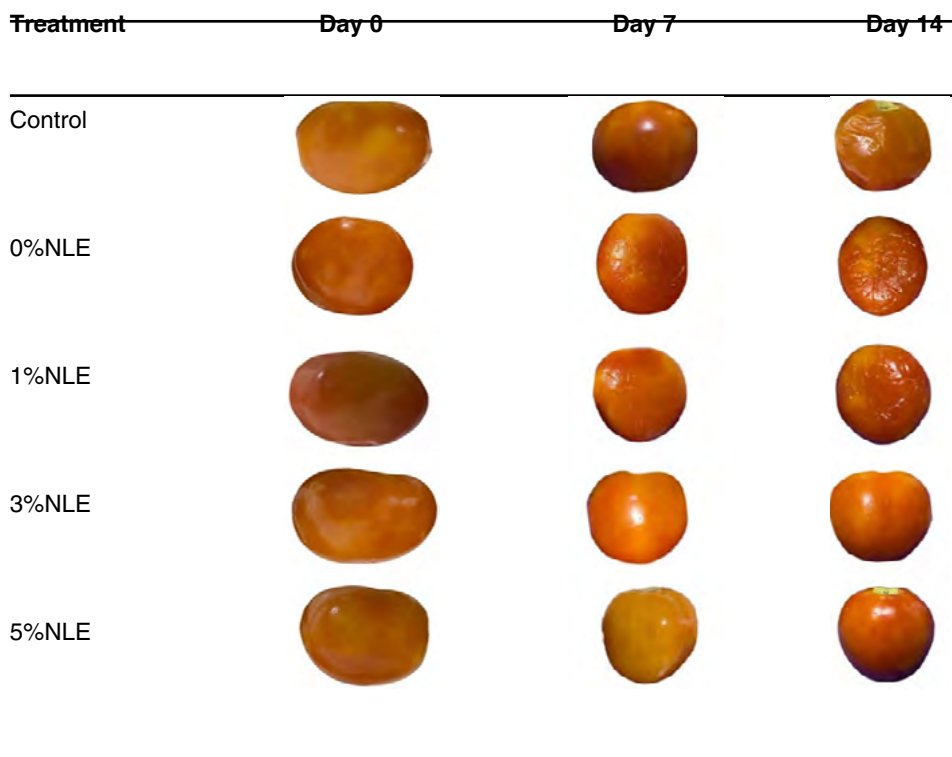 Treatment Day 0 Day 7 Day 14
Control
0%NLE
1%NLE
3%NLE
5%NLE